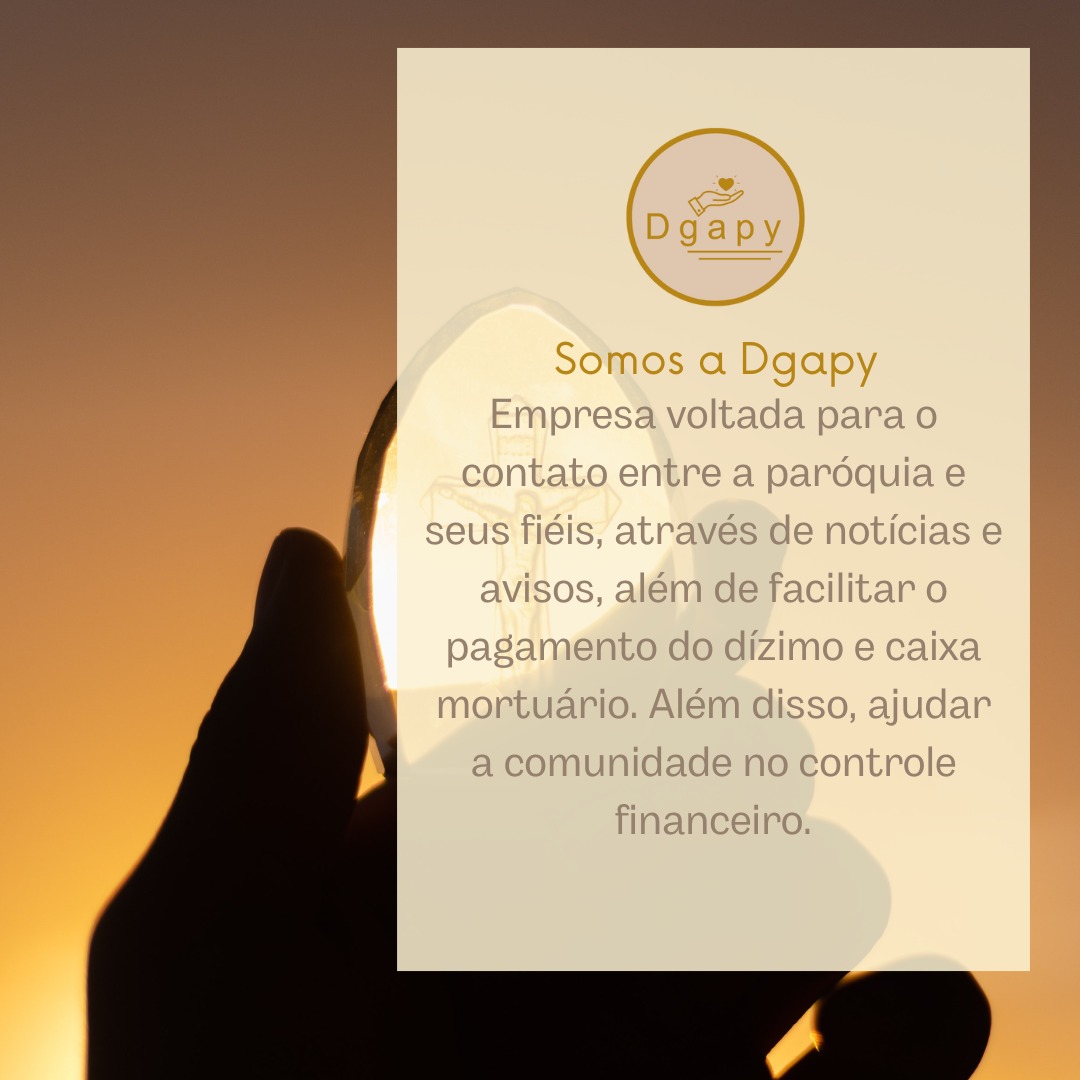 Dgapy
Somos a Dgapy
Empresa voltada para o
contato entre a paróquia e
seus fiéis, através de notícias e
avisos, além de facilitar o
pagamento do dízimo e caixa
mortuário. Além disso, ajudar
a comunidade no controle
financeiro.